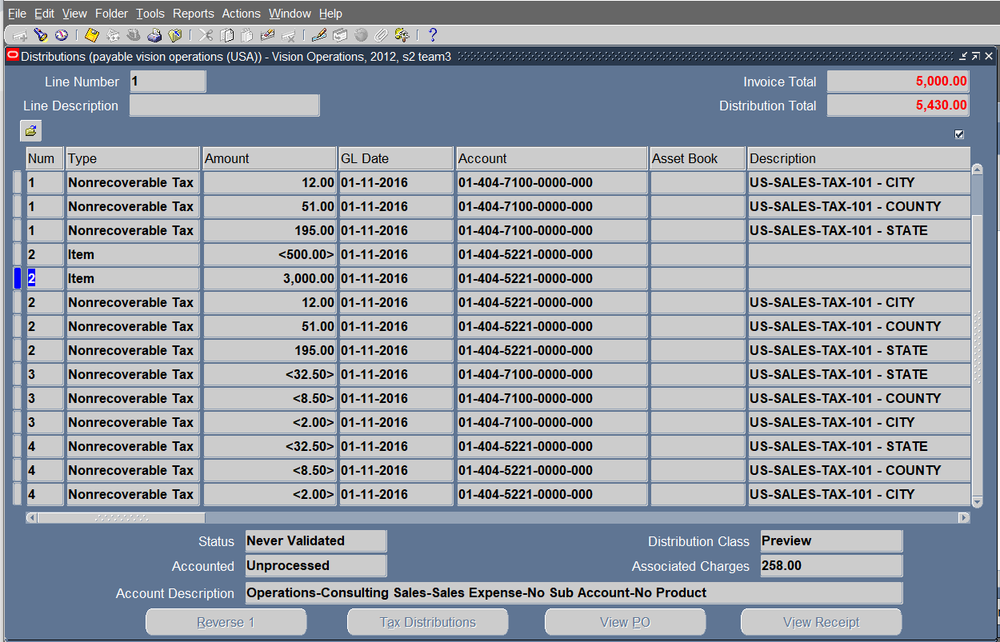 File Edit View Folder Tools Reports Actions Window Help
Distributions (payable vision operations (USA)) - Vision Operations, 2012, s2 team3
Line Number 1 Invoice Total 5,000.00
Line Description Distribution Total 5,430.00
Num Type Amount GL Date Account Asset Book Description
1 Nonrecoverable Tax 12.00 01-11-2016 01-404-7100-0000-000 US-SALES-TAX-101 - CITY
1 Nonrecoverable Tax 51.00 01-11-2016 01-404-7100-0000-000 US-SALES-TAX-101 - COUNTY
1 Nonrecoverable Tax 195.00 01-11-2016 01-404-7100-0000-000 US-SALES-TAX-101 - STATE
2 Item <500.00> 01-11-2016 01-404-5221-0000-000
2 Item 3,000.00 01-11-2016 01-404-5221-0000-000
2 Nonrecoverable Tax 12.00 01-11-2016 01-404-5221-0000-000 US-SALES-TAX-101 - CITY
2 Nonrecoverable Tax 51.00 01-11-2016 01-404-5221-0000-000 US-SALES-TAX-101 - COUNTY
2 Nonrecoverable Tax 195.00 01-11-2016 01-404-5221-0000-000 US-SALES-TAX-101 - STATE
3 Nonrecoverable Tax <32.50> 01-11-2016 01-404-7100-0000-000 US-SALES-TAX-101 - STATE
3 Nonrecoverable Tax <8.50> 01-11-2016 01-404-7100-0000-000 US-SALES-TAX-101 - COUNTY
3 Nonrecoverable Tax <2.00> 01-11-2016 01-404-7100-0000-000 US-SALES-TAX-101 - CITY
4 Nonrecoverable Tax <32.50> 01-11-2016 01-404-5221-0000-000 US-SALES-TAX-101 - STATE
4 Nonrecoverable Tax <8.50> 01-11-2016 01-404-5221-0000-000 US-SALES-TAX-101 - COUNTY
4 Nonrecoverable Tax <2.00> 01-11-2016 01-404-5221-0000-000 US-SALES-TAX-101 - CITY
Status Never Validated Distribution Class Preview
Accounted Unprocessed Associated Charges 258.00
Account Description Operations-Consulting Sales-Sales Expense-No Sub Account-No Product
Reverse 1 Tax Distributions View PO View Receipt